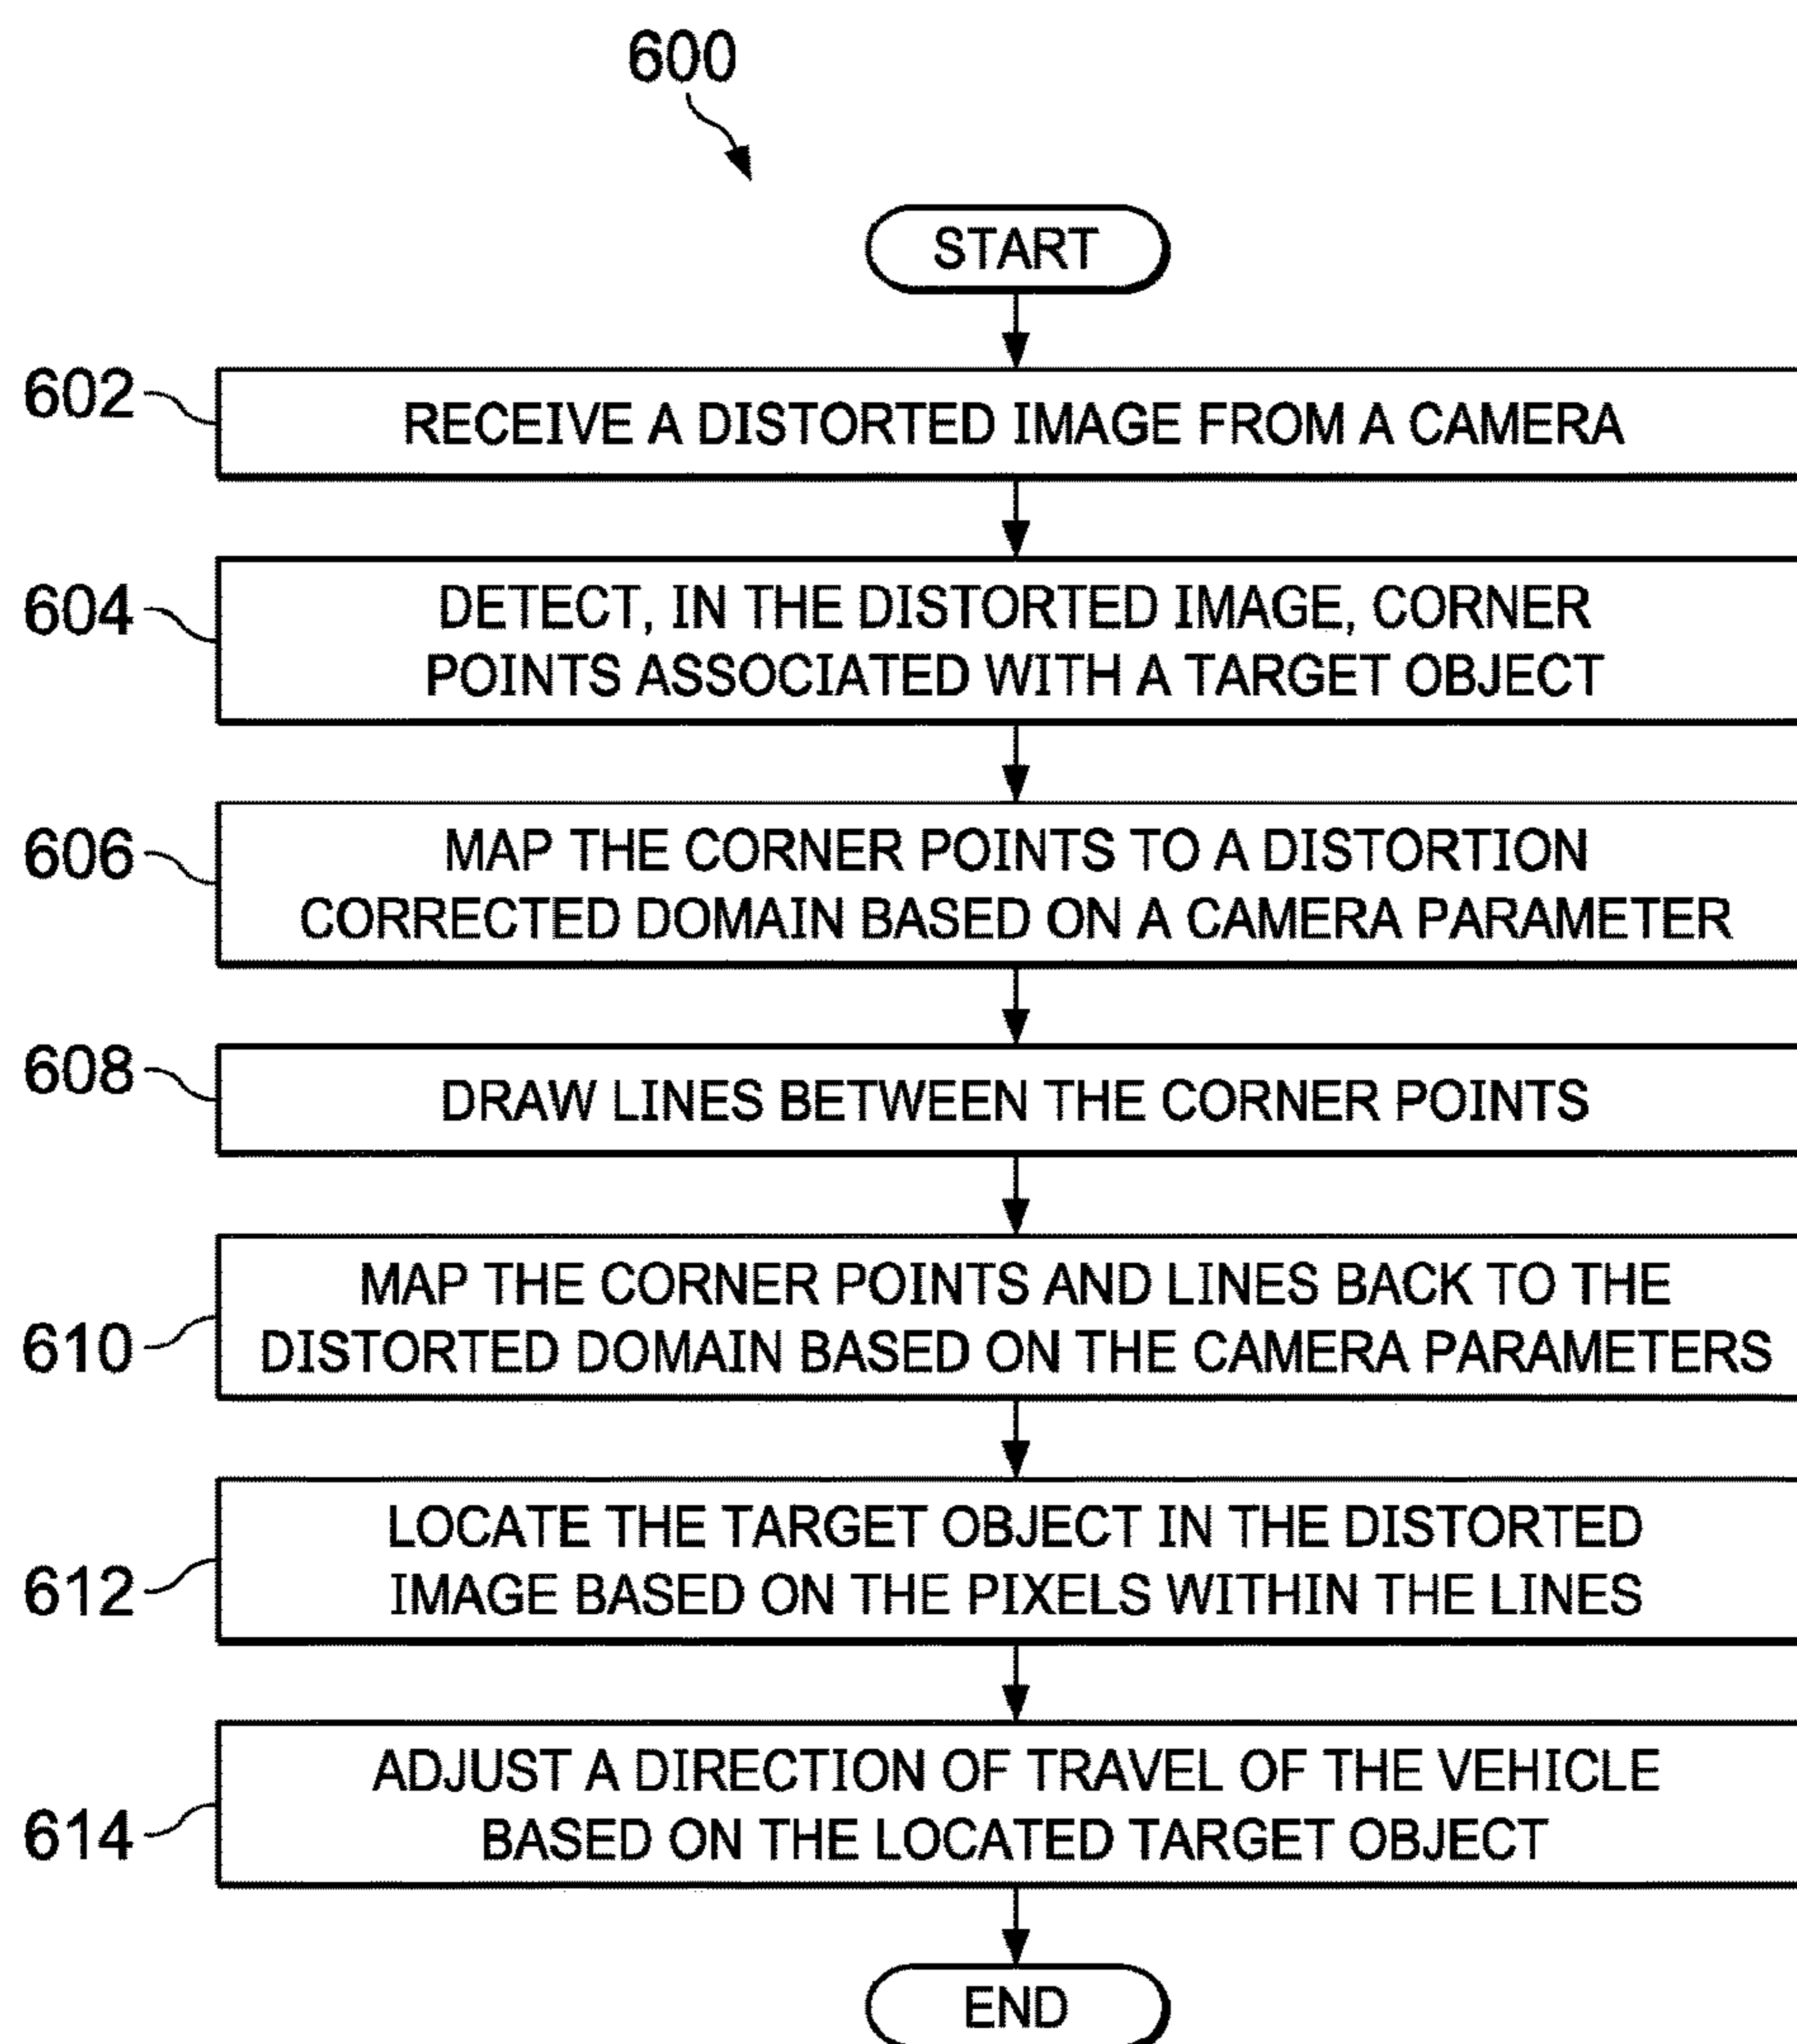 600
START
602
RECEIVE A DISTORTED IMAGE FROM A CAMERA
604
DETECT, IN THE DISTORTED IMAGE, CORNER
POINTS ASSOCIATED WITH A TARGET OBJECT
606
MAP THE CORNER POINTS TO A DISTORTION
CORRECTED DOMAIN BASED ON A CAMERA PARAMETER
608
DRAW LINES BETWEEN THE CORNER POINTS
610
MAP THE CORNER POINTS AND LINES BACK TO THE
DISTORTED DOMAIN BASED ON THE CAMERA PARAMETERS
612
LOCATE THE TARGET OBJECT IN THE DISTORTED
IMAGE BASED ON THE PIXELS WITHIN THE LINES
614
ADJUST A DIRECTION OF TRAVEL OF THE VEHICLE
BASED ON THE LOCATED TARGET OBJECT
END